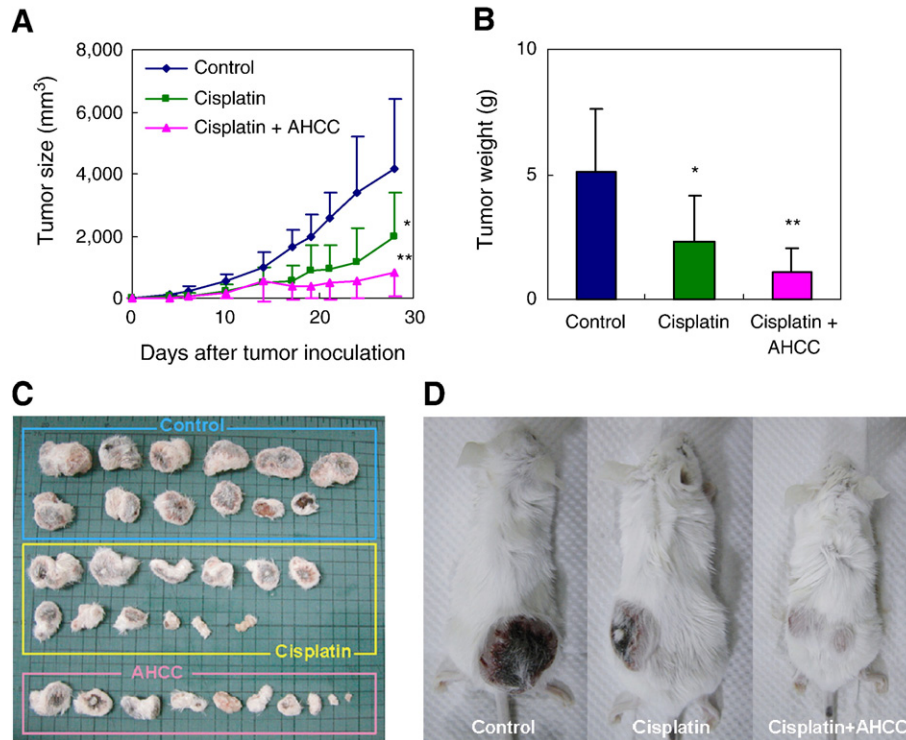 A
8,000
6,000
4,000
2,000
0
Tumor size (mm³)
Control
Cisplatin
Cisplatin + AHCC
*
**
0
10
20
30
Days after tumor inoculation
B
10
5
0
Tumor weight (g)
*
**
Control
Cisplatin
Cisplatin +
AHCC
C
Control
Cisplatin
AHCC
D
Control
Cisplatin
Cisplatin+AHCC